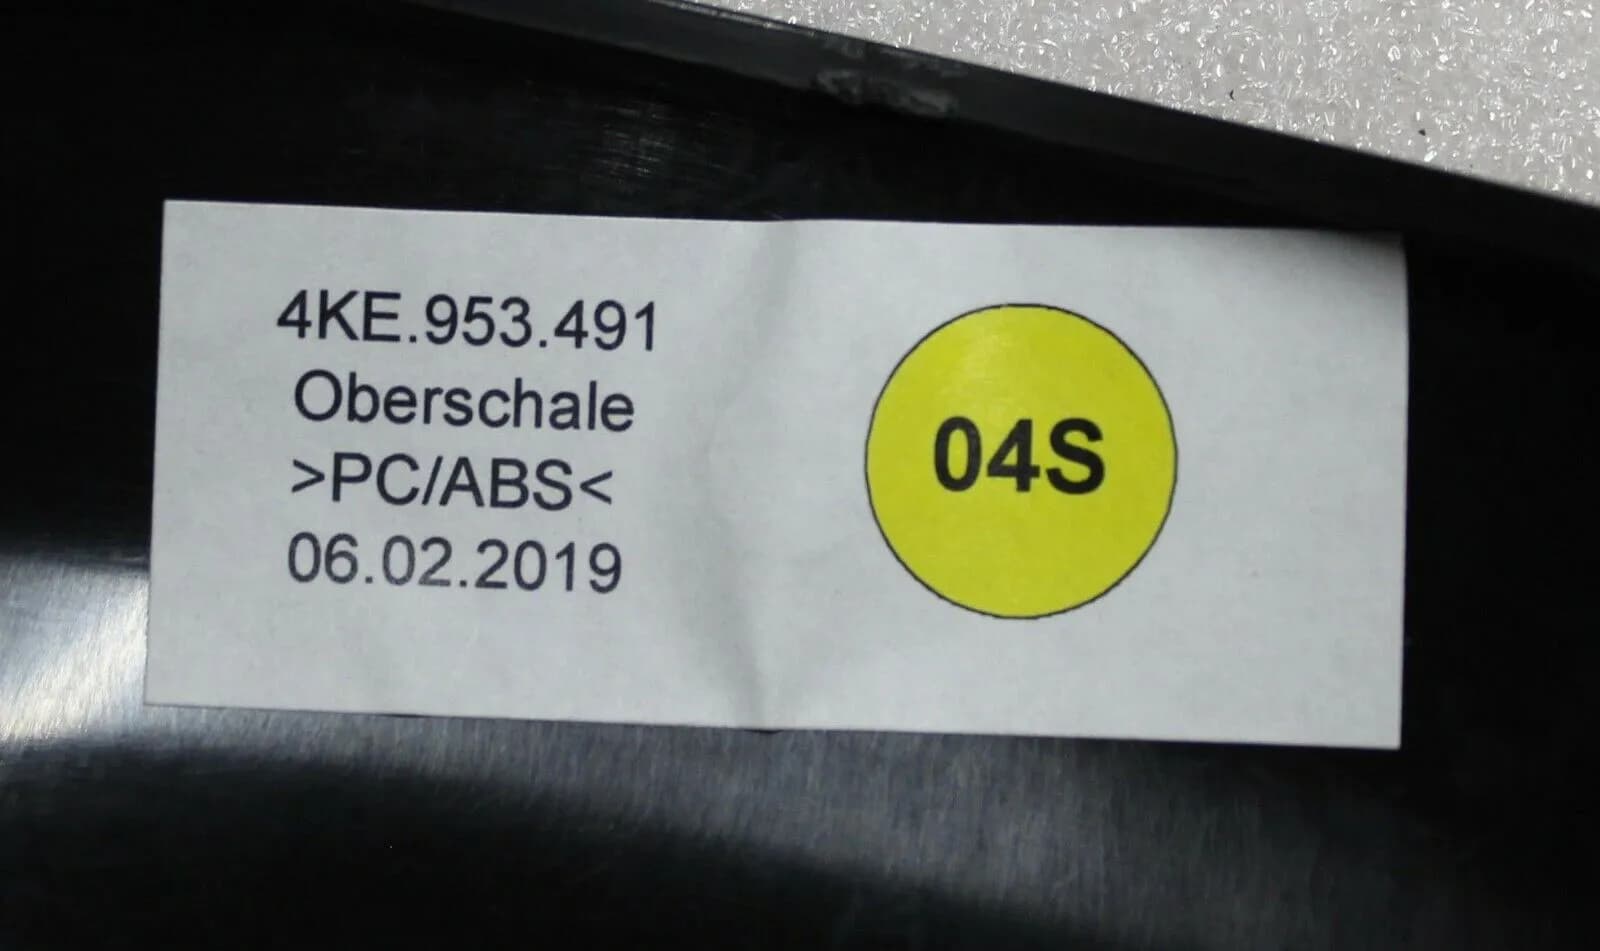 4KE.953.491
Oberschale
>PC/ABS<
06.02.2019
04S